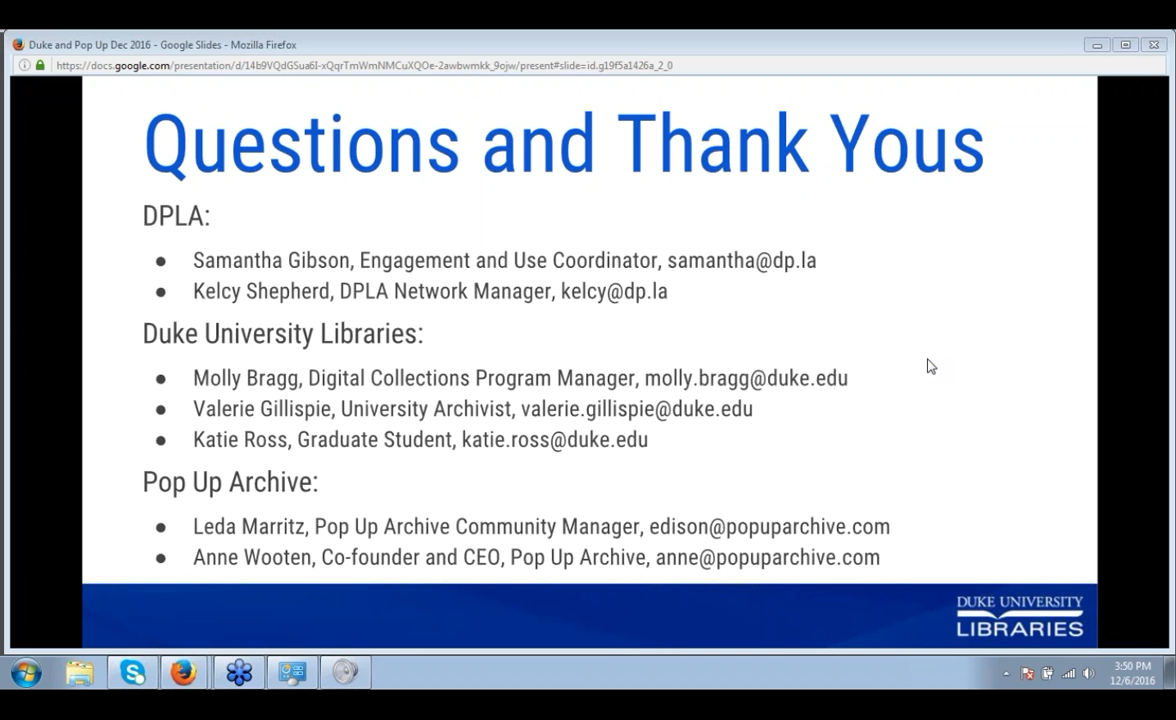 Duke and Pop Up Dec 2016 - Google Slides - Mozilla Firefox
https://docs.google.com/presentation/d/14b9VQdGSua6I-xQqrTmWmNMCuXQOe-2awbwmkk_9ojw/present#slide=id.g19f5a1426a_2_0
Questions and Thank Yous
DPLA:
● Samantha Gibson, Engagement and Use Coordinator, samantha@dp.la
● Kelcy Shepherd, DPLA Network Manager, kelcy@dp.la
Duke University Libraries:
● Molly Bragg, Digital Collections Program Manager, molly.bragg@duke.edu
● Valerie Gillispie, University Archivist, valerie.gillispie@duke.edu
● Katie Ross, Graduate Student, katie.ross@duke.edu
Pop Up Archive:
● Leda Marritz, Pop Up Archive Community Manager, edison@popuparchive.com
● Anne Wooten, Co-founder and CEO, Pop Up Archive, anne@popuparchive.com
DUKE UNIVERSITY
LIBRARIES
3:50 PM
12/6/2016